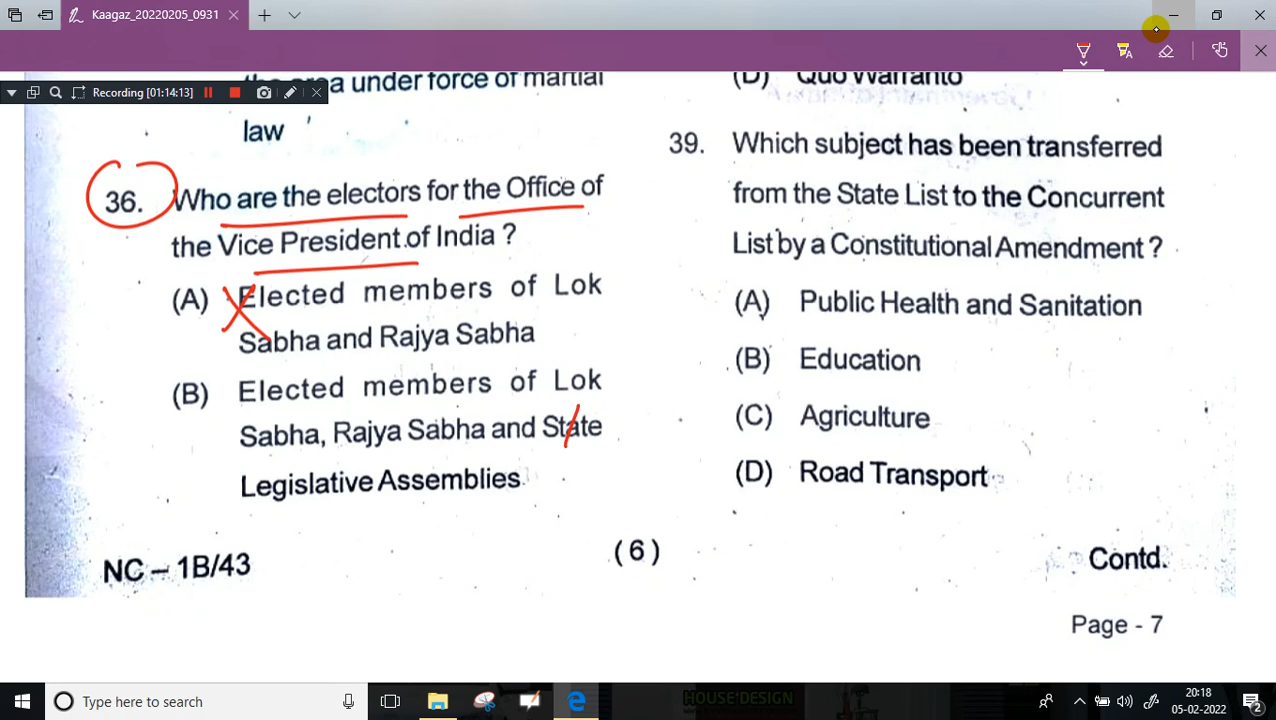 Kaagaz_20220205_0931
Recording [01:14:13]
area under force of martial
law
36. Who are the electors for the Office of
the Vice President of India ?
(A) Elected members of Lok
Sabha and Rajya Sabha
(B) Elected members of Lok
Sabha, Rajya Sabha and State
Legislative Assemblies
NC – 1B/43
(D) Quo Warranto
39. Which subject has been transferred
from the State List to the Concurrent
List by a Constitutional Amendment ?
(A) Public Health and Sanitation
(B) Education
(C) Agriculture
(D) Road Transport
(6)
Contd.
Page - 7
Type here to search
HOUSE DESIGN
20:18
05-02-2022
2